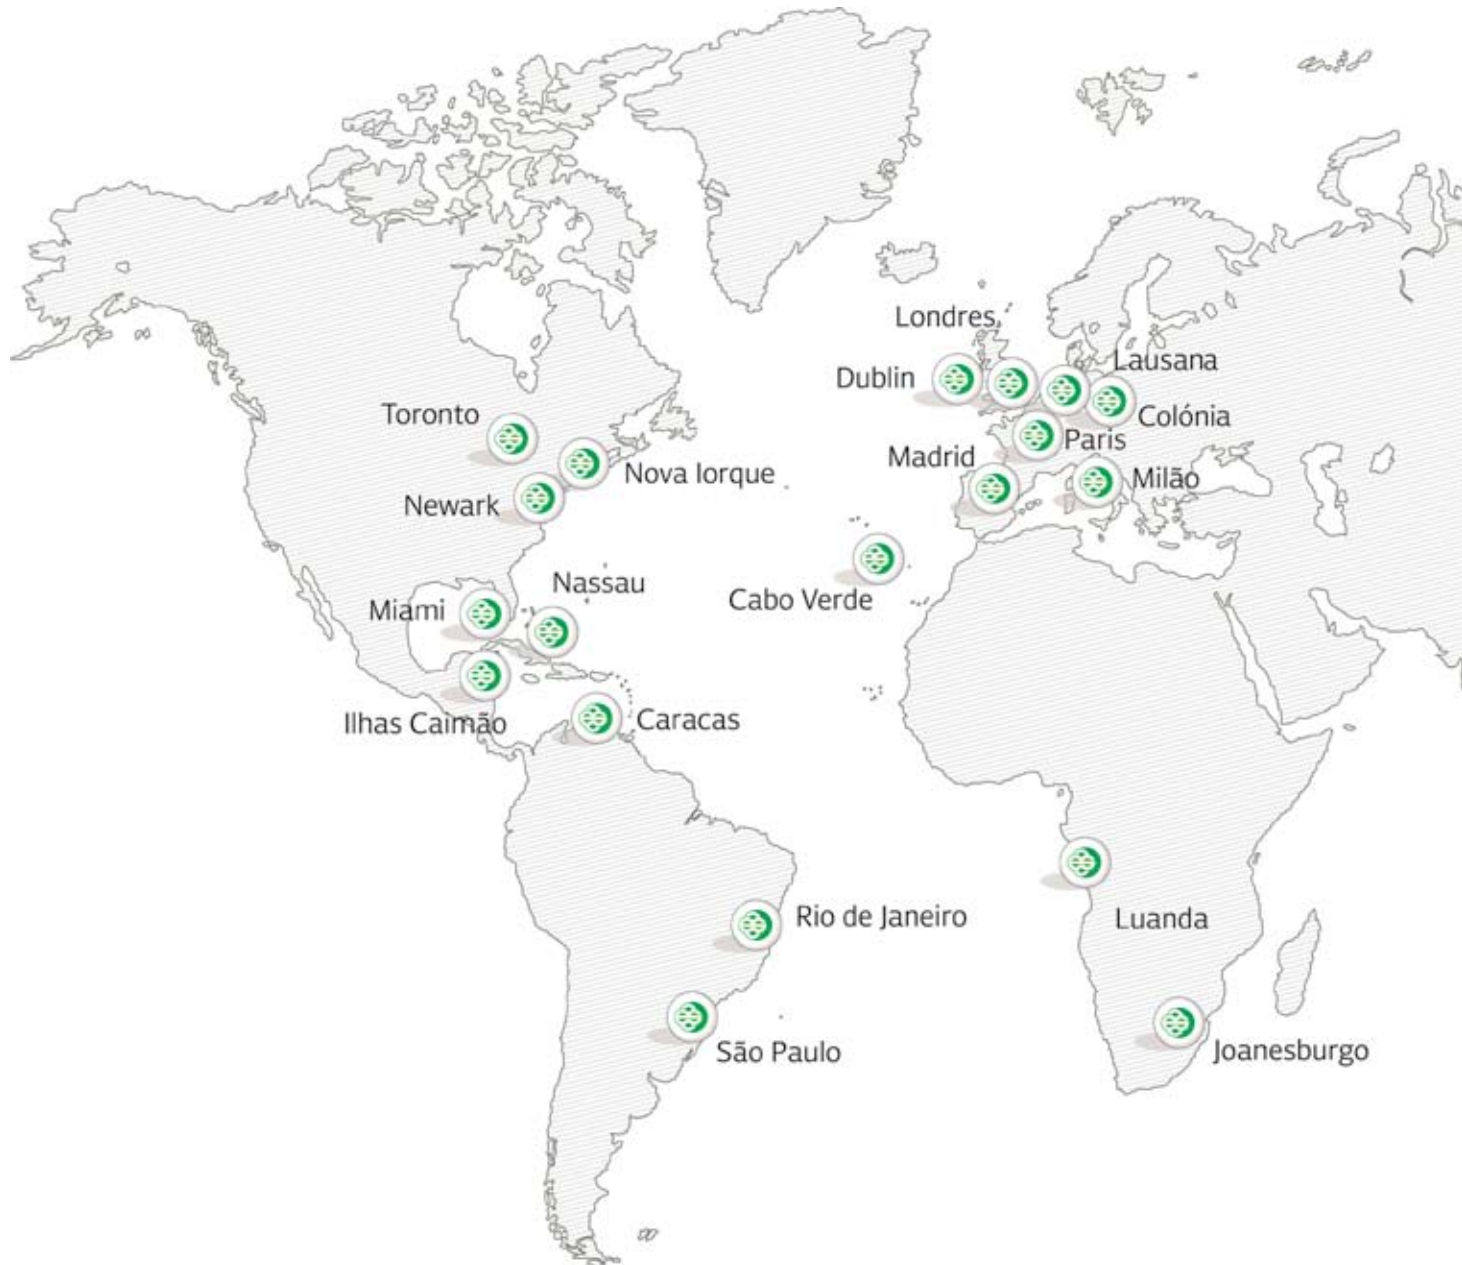 Londres
Lausana
Dublin
Colónia
Toronto
Paris
Madrid
Nova Iorque
Milão
Newark
Nassau
Cabo Verde
Miami
Ilhas Caimão
Caracas
Rio de Janeiro
Luanda
São Paulo
Joanesburgo